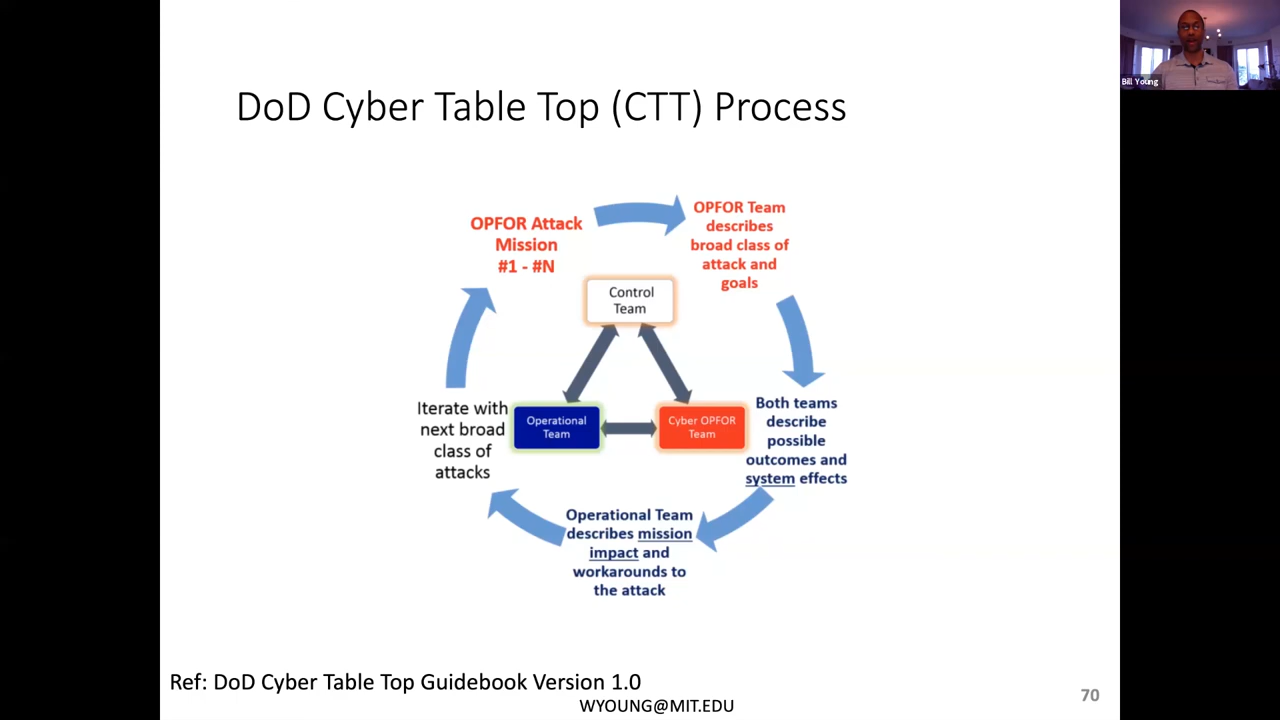 Bill Young
DoD Cyber Table Top (CTT) Process
OPFOR Attack
Mission
#1 - #N
OPFOR Team
describes
broad class of
attack and
goals
Control
Team
Operational
Team
Cyber OPFOR
Team
Both teams
describe
possible
outcomes and
system effects
Operational Team
describes mission
impact and
workarounds to
the attack
Iterate with
next broad
class of
attacks
Ref: DoD Cyber Table Top Guidebook Version 1.0
WYOUNG@MIT.EDU
70